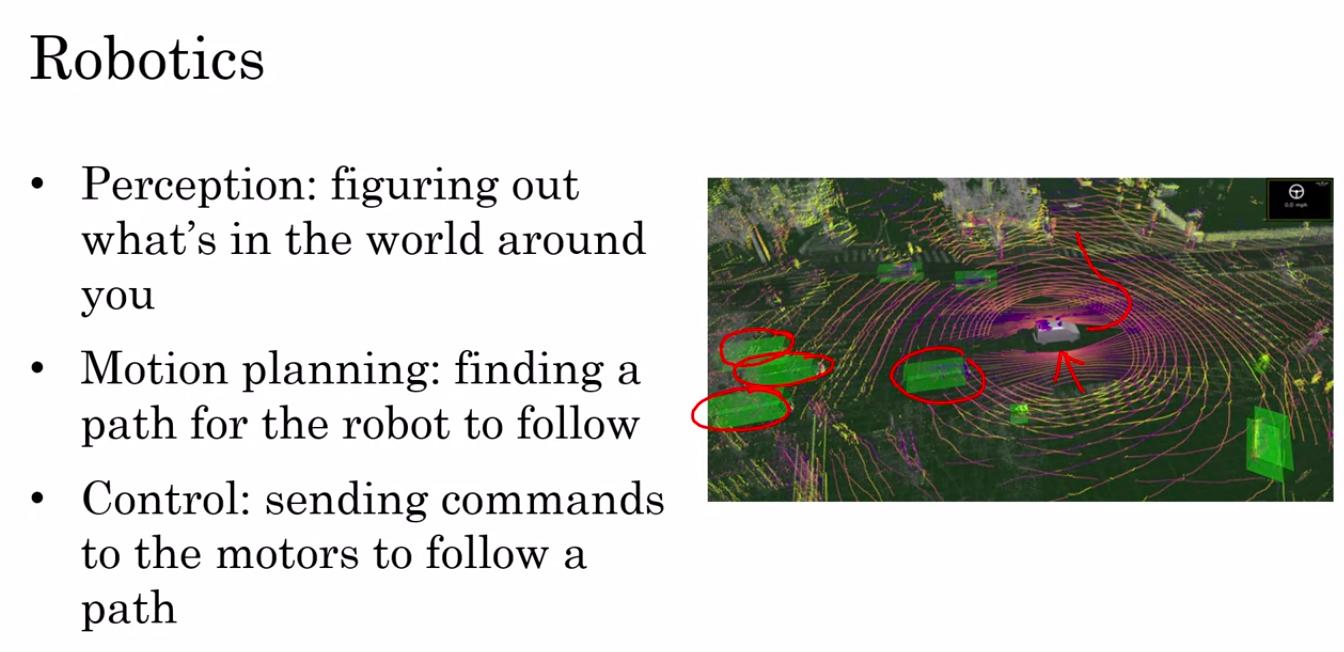 Robotics
• Perception: figuring out
what's in the world around
you
• Motion planning: finding a
path for the robot to follow
• Control: sending commands
to the motors to follow a
path
0.0 mph